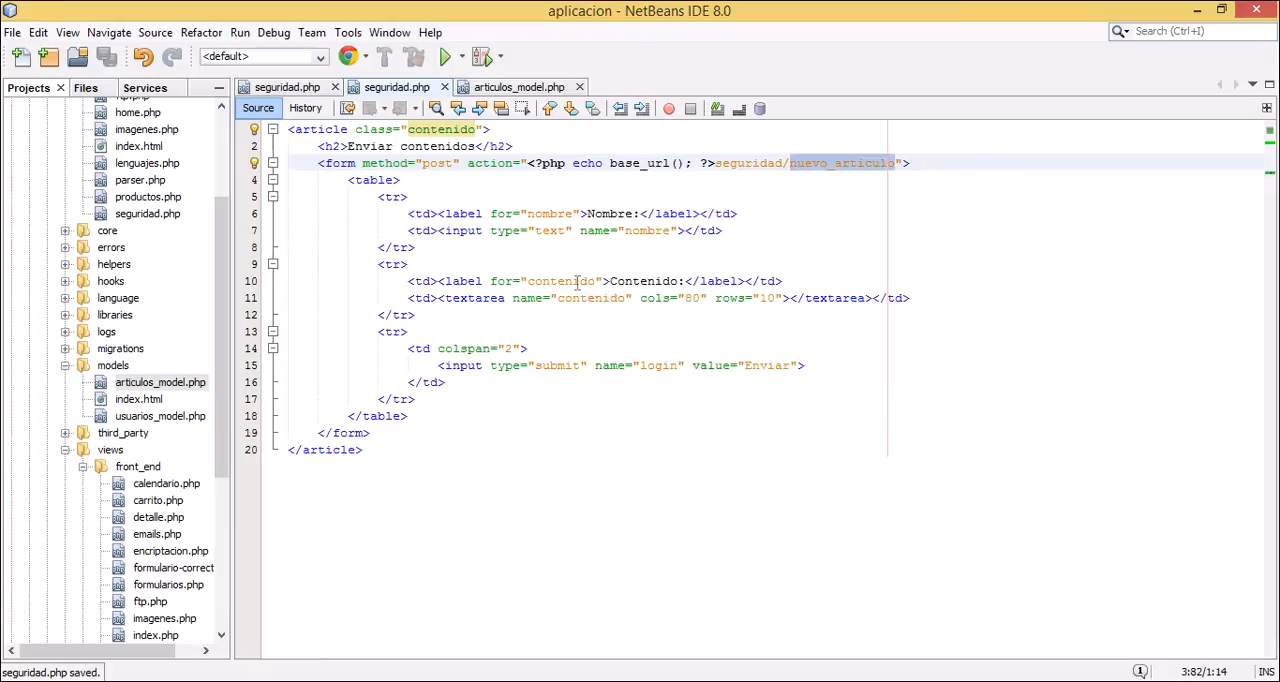 aplicacion - NetBeans IDE 8.0
File Edit View Navigate Source Refactor Run Debug Team Tools Window Help
Search (Ctrl+I)
<default>
Projects Files Services
seguridad.php seguridad.php articulos_model.php
Source History
home.php
imagenes.php
index.html
lenguajes.php
parser.php
productos.php
seguridad.php
core
errors
helpers
hooks
language
libraries
logs
migrations
models
articulos_model.php
index.html
usuarios_model.php
third_party
views
front_end
calendario.php
carrito.php
detalle.php
emails.php
encriptacion.php
formulario-correct
formularios.php
ftp.php
imagenes.php
index.php
1 <article class="contenido">
2 <h2>Enviar contenidos</h2>
<form method="post" action="<?php echo base_url(); ?>seguridad/nuevo_articulo">
4 <table>
5 <tr>
6 <td><label for="nombre">Nombre:</label></td>
7 <td><input type="text" name="nombre"></td>
8 </tr>
9 <tr>
10 <td><label for="contenido">Contenido:</label></td>
11 <td><textarea name="contenido" cols="80" rows="10"></textarea></td>
12 </tr>
13 <tr>
14 <td colspan="2">
15 <input type="submit" name="login" value="Enviar">
16 </td>
17 </tr>
18 </table>
19 </form>
20 </article>
seguridad.php saved.
3:82/1:14 INS